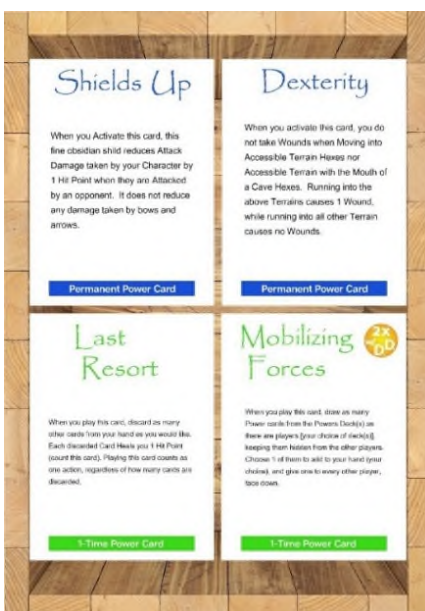 Shields Up
When you Activate this card, this
fine obsidian shild reduces Attack
Damage taken by your Character by
1 Hit Point when they are Attacked
by an opponent. It does not reduce
any damage taken by bows and
arrows.
Permanent Power Card
Dexterity
When you activate this card, you do
not take Wounds when Moving into
Accessible Terrain Hexes nor
Accessible Terrain with the Mouth of
a Cave Hexes. Running into the
above Terrains causes 1 Wound,
while running into all other Terrain
causes no Wounds.
Permanent Power Card
Last
Resort
When you play this card, discard as many
other cards from your hand as you would like.
Each discarded Card Heals you 1 Hit Point
(count this card). Playing this card counts as
one action, regardless of how many cards are
discarded.
1-Time Power Card
Mobilizing
Forces
2x
DD
When you play this card, draw as many
Power cards from the Powers Deck(s) as
there are players [your choice of deck(s)],
keeping them hidden from the other players.
Choose 1 of them to add to your hand (your
choice), and give one to every other player,
face down.
1-Time Power Card